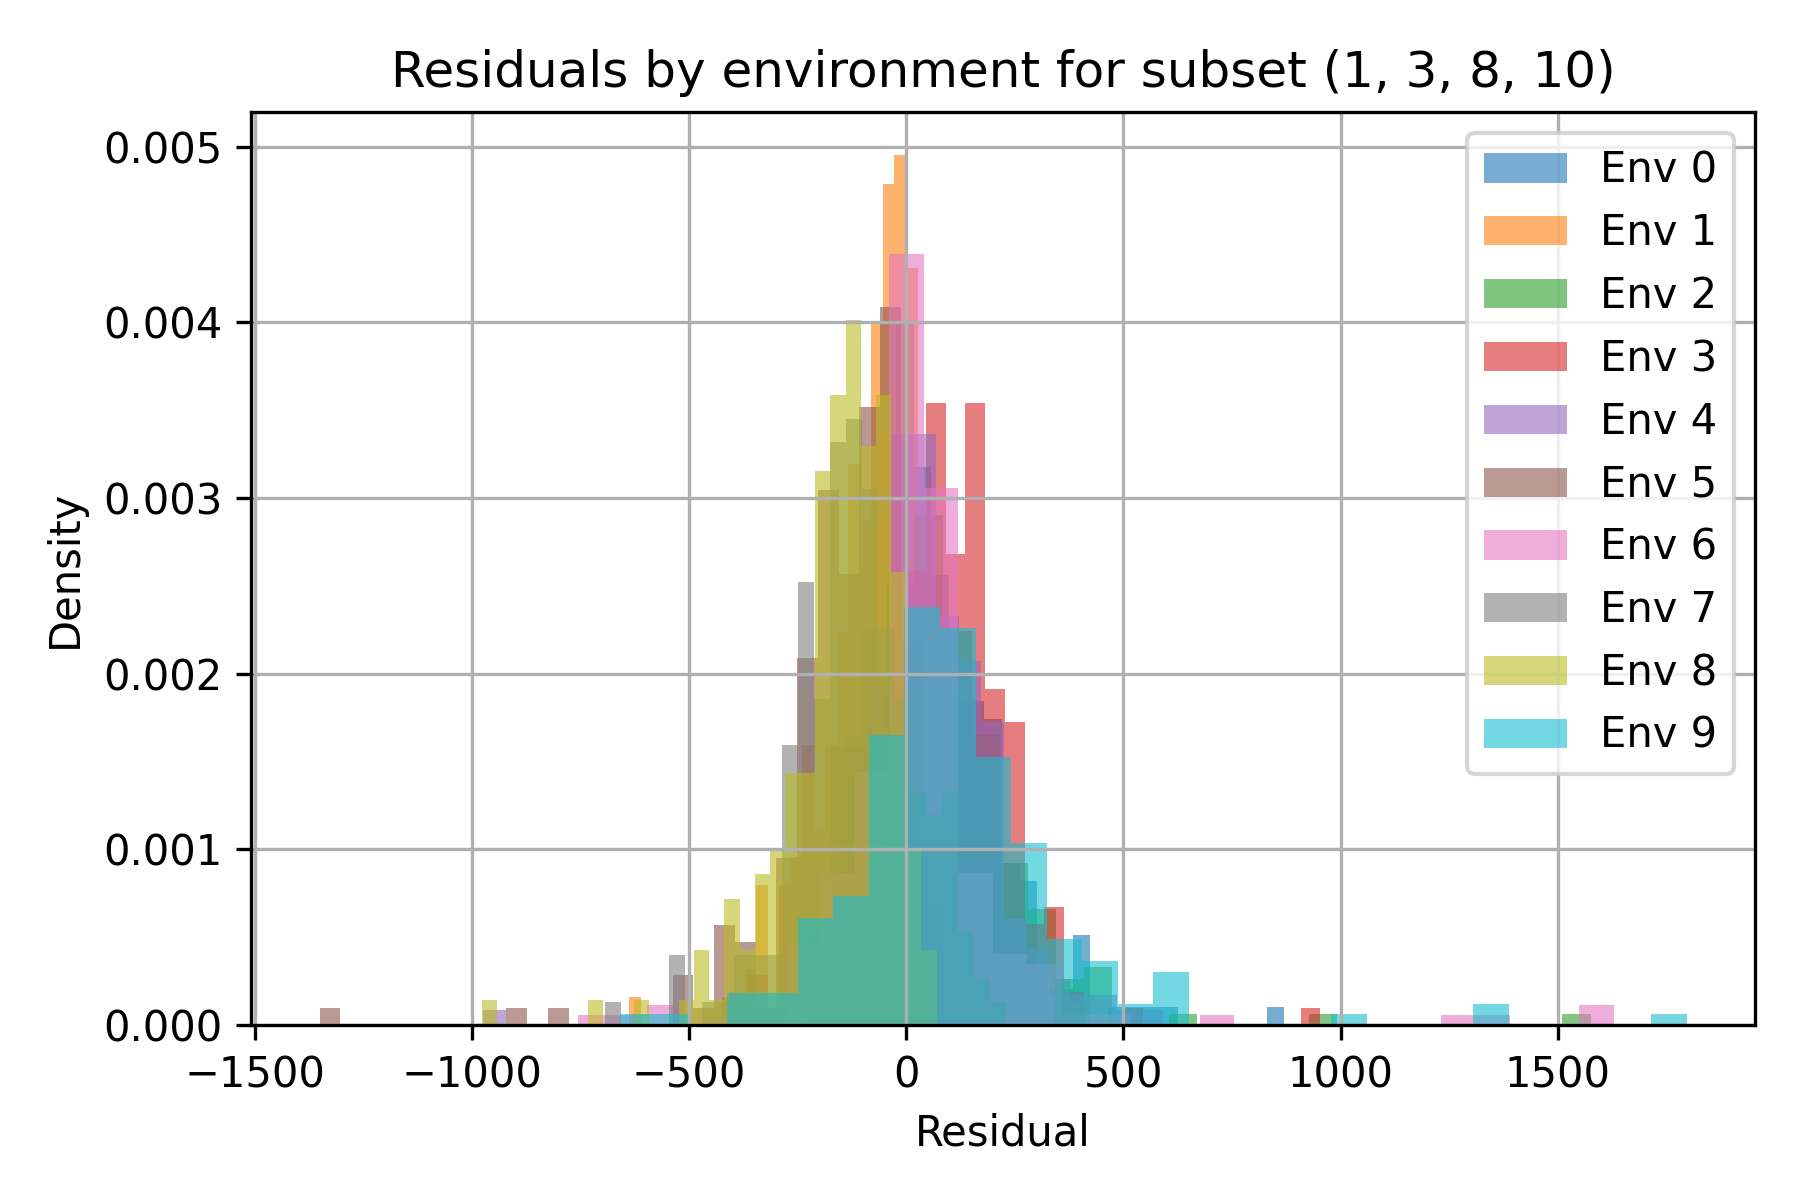 Residuals by environment for subset (1, 3, 8, 10)
0.005
0.004
0.003
0.002
0.001
0.000
Density
−1500
−1000
−500
0
500
1000
1500
Residual
Env 0
Env 1
Env 2
Env 3
Env 4
Env 5
Env 6
Env 7
Env 8
Env 9